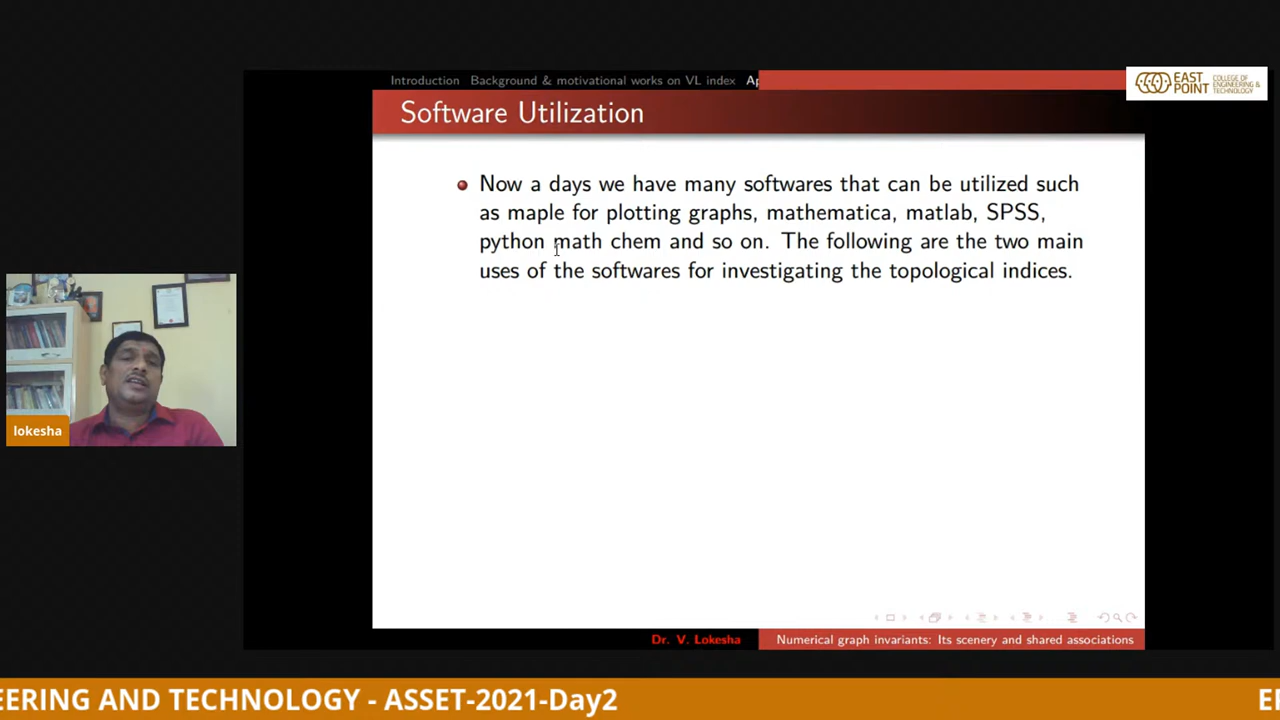 Introduction Background & motivational works on VL index Ap
EAST POINT COLLEGE OF ENGINEERING & TECHNOLOGY
Software Utilization
Now a days we have many softwares that can be utilized such
as maple for plotting graphs, mathematica, matlab, SPSS,
python math chem and so on. The following are the two main
uses of the softwares for investigating the topological indices.
lokesha
Dr. V. Lokesha Numerical graph invariants: Its scenery and shared associations
EERING AND TECHNOLOGY - ASSET-2021-Day2 E